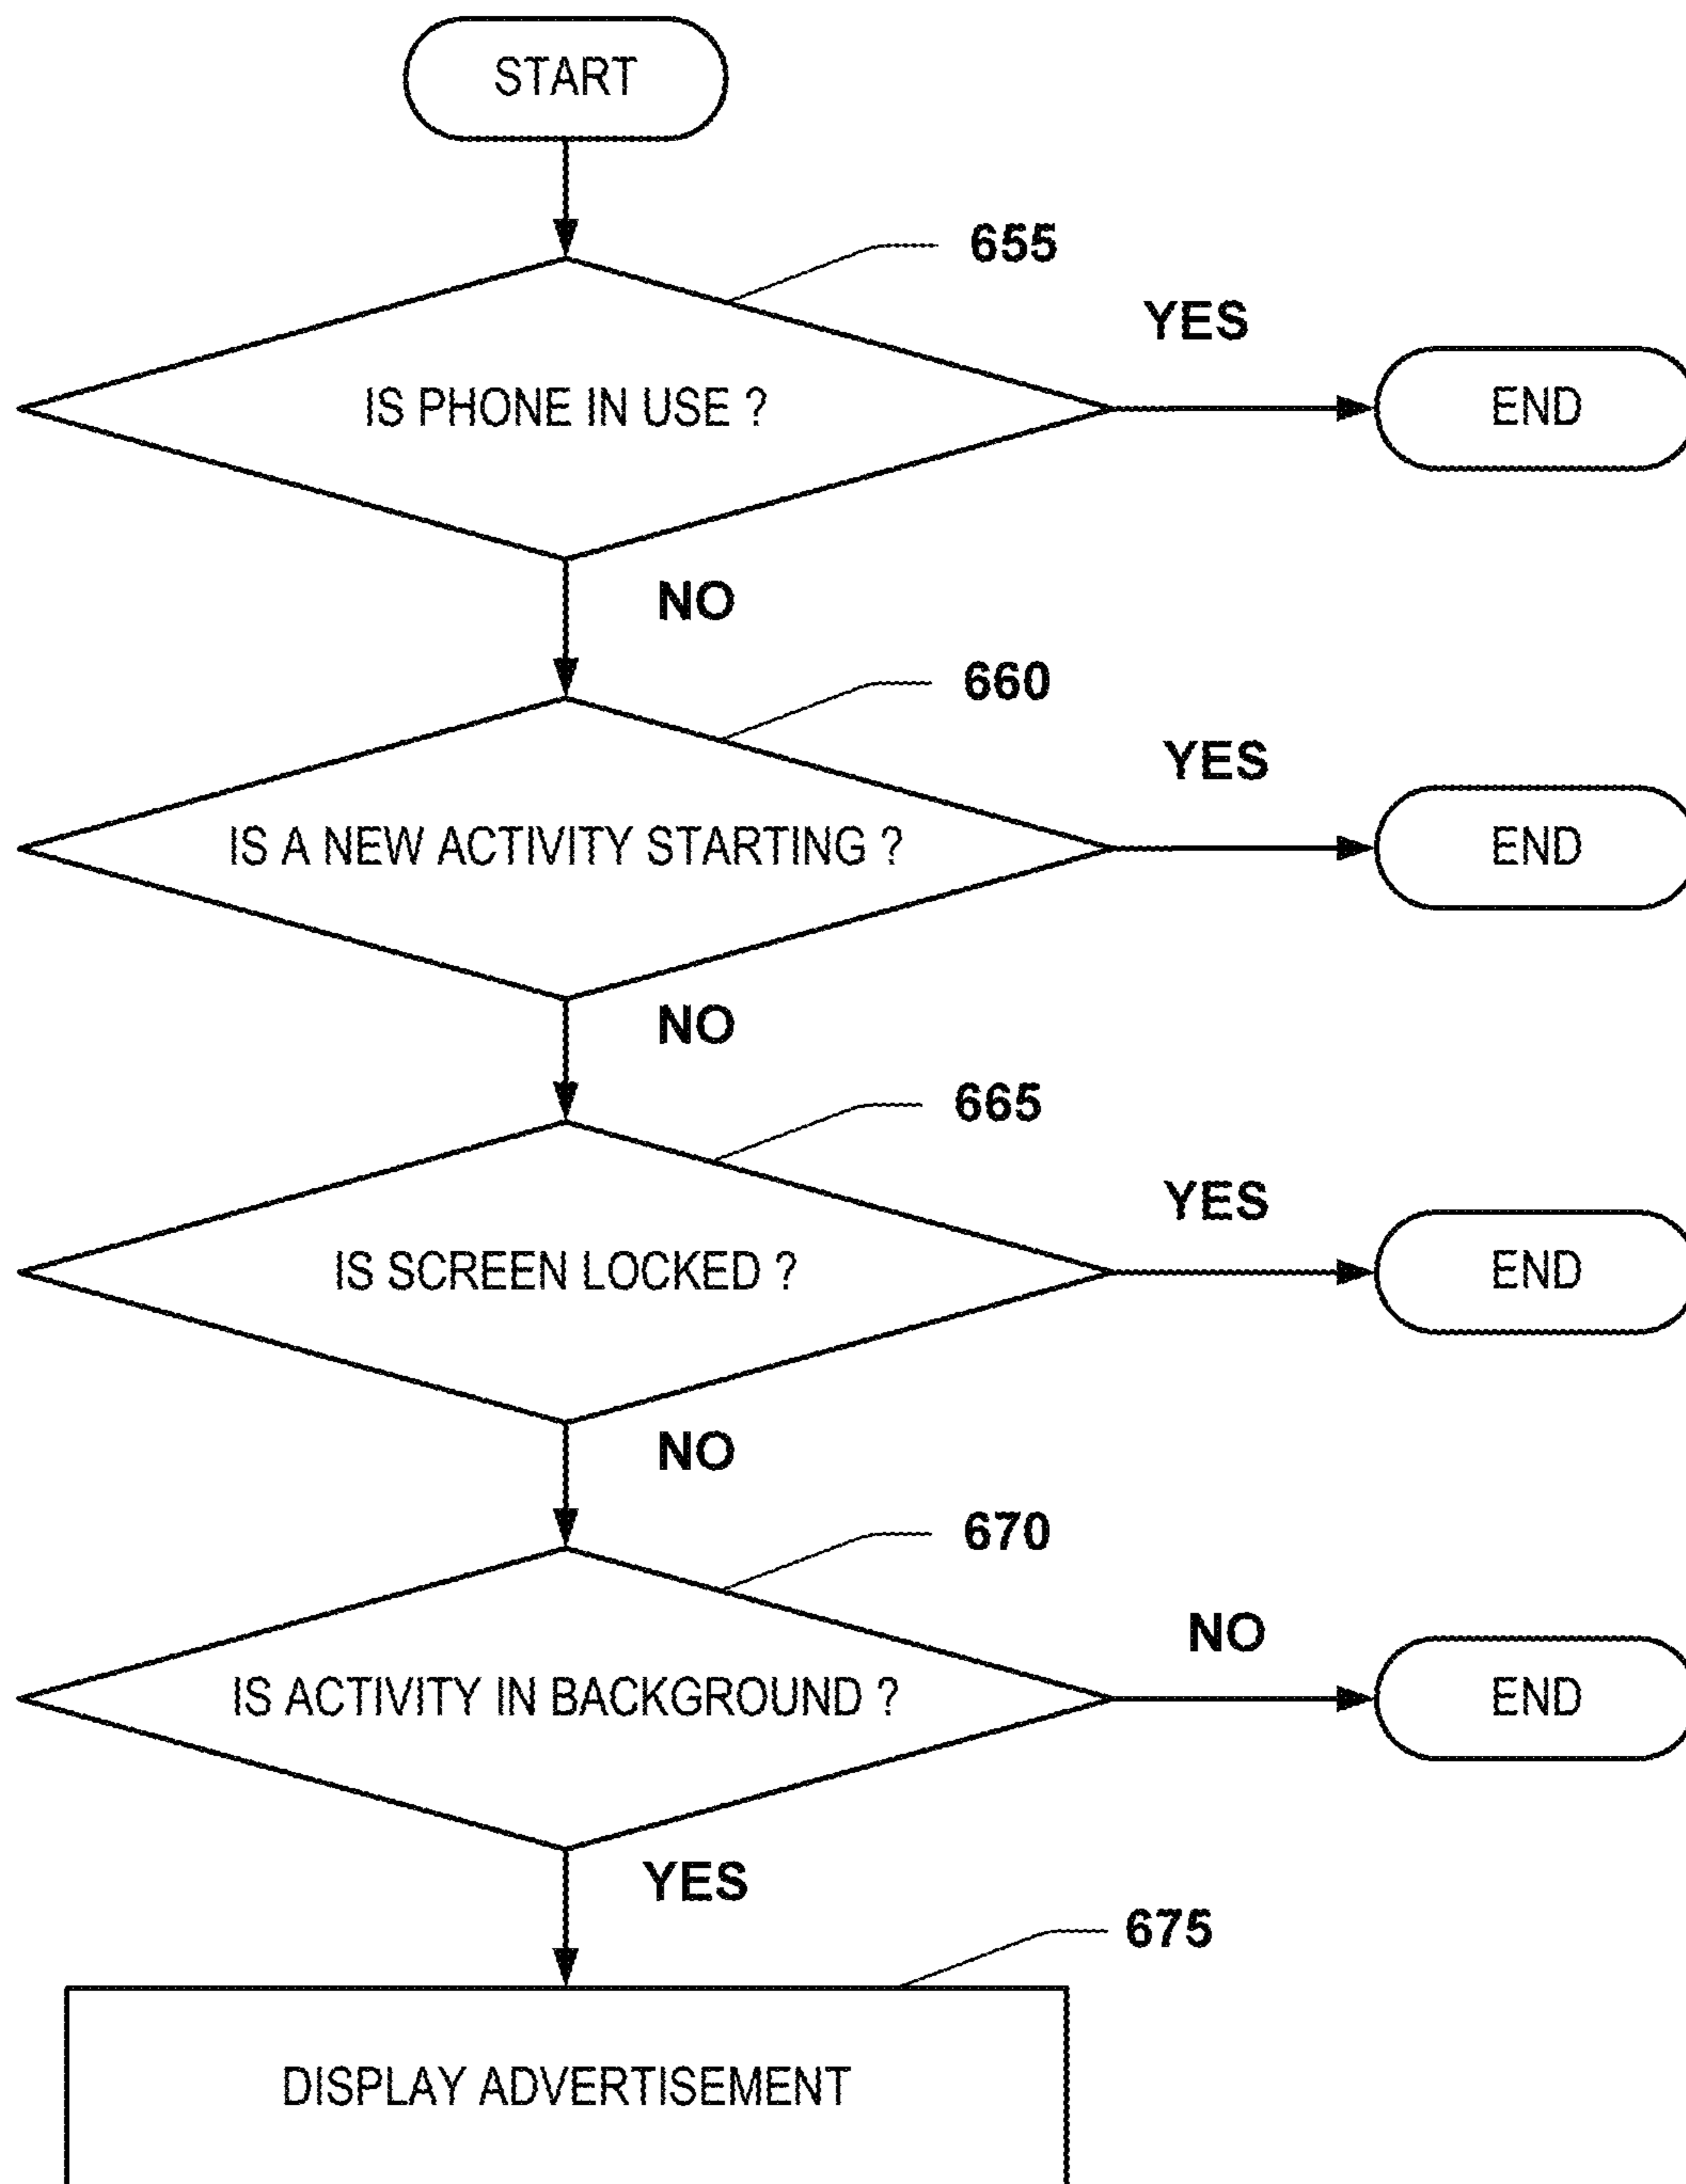 START
655
YES
IS PHONE IN USE ?
END
NO
660
YES
IS A NEW ACTIVITY STARTING ?
END
NO
665
YES
IS SCREEN LOCKED ?
END
NO
670
NO
IS ACTIVITY IN BACKGROUND ?
END
YES
675
DISPLAY ADVERTISEMENT